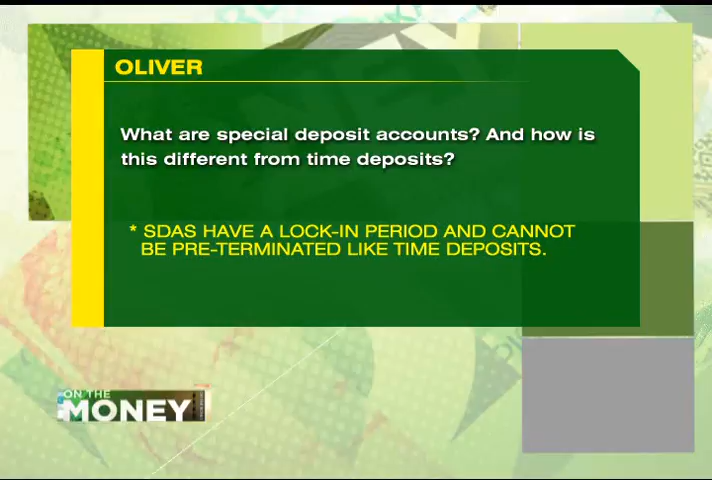 OLIVER
What are special deposit accounts? And how is
this different from time deposits?
* SDAS HAVE A LOCK-IN PERIOD AND CANNOT
BE PRE-TERMINATED LIKE TIME DEPOSITS.
ON THE
MONEY